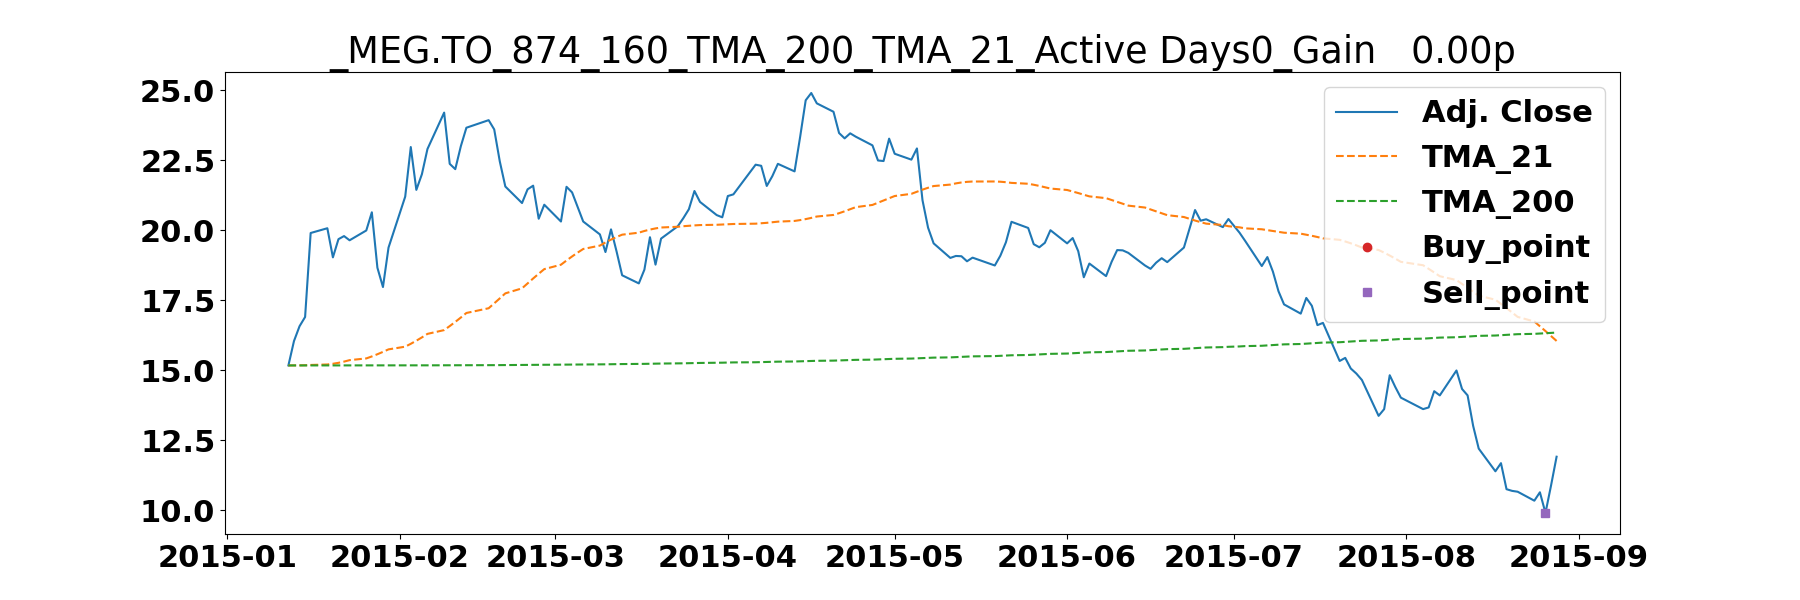 _MEG.TO_874_160_TMA_200_TMA_21_Active Days0_Gain   0.00p
25.0
22.5
20.0
17.5
15.0
12.5
10.0
Adj. Close
TMA_21
TMA_200
Buy_point
Sell_point
2015-01 2015-02 2015-03 2015-04 2015-05 2015-06 2015-07 2015-08 2015-09